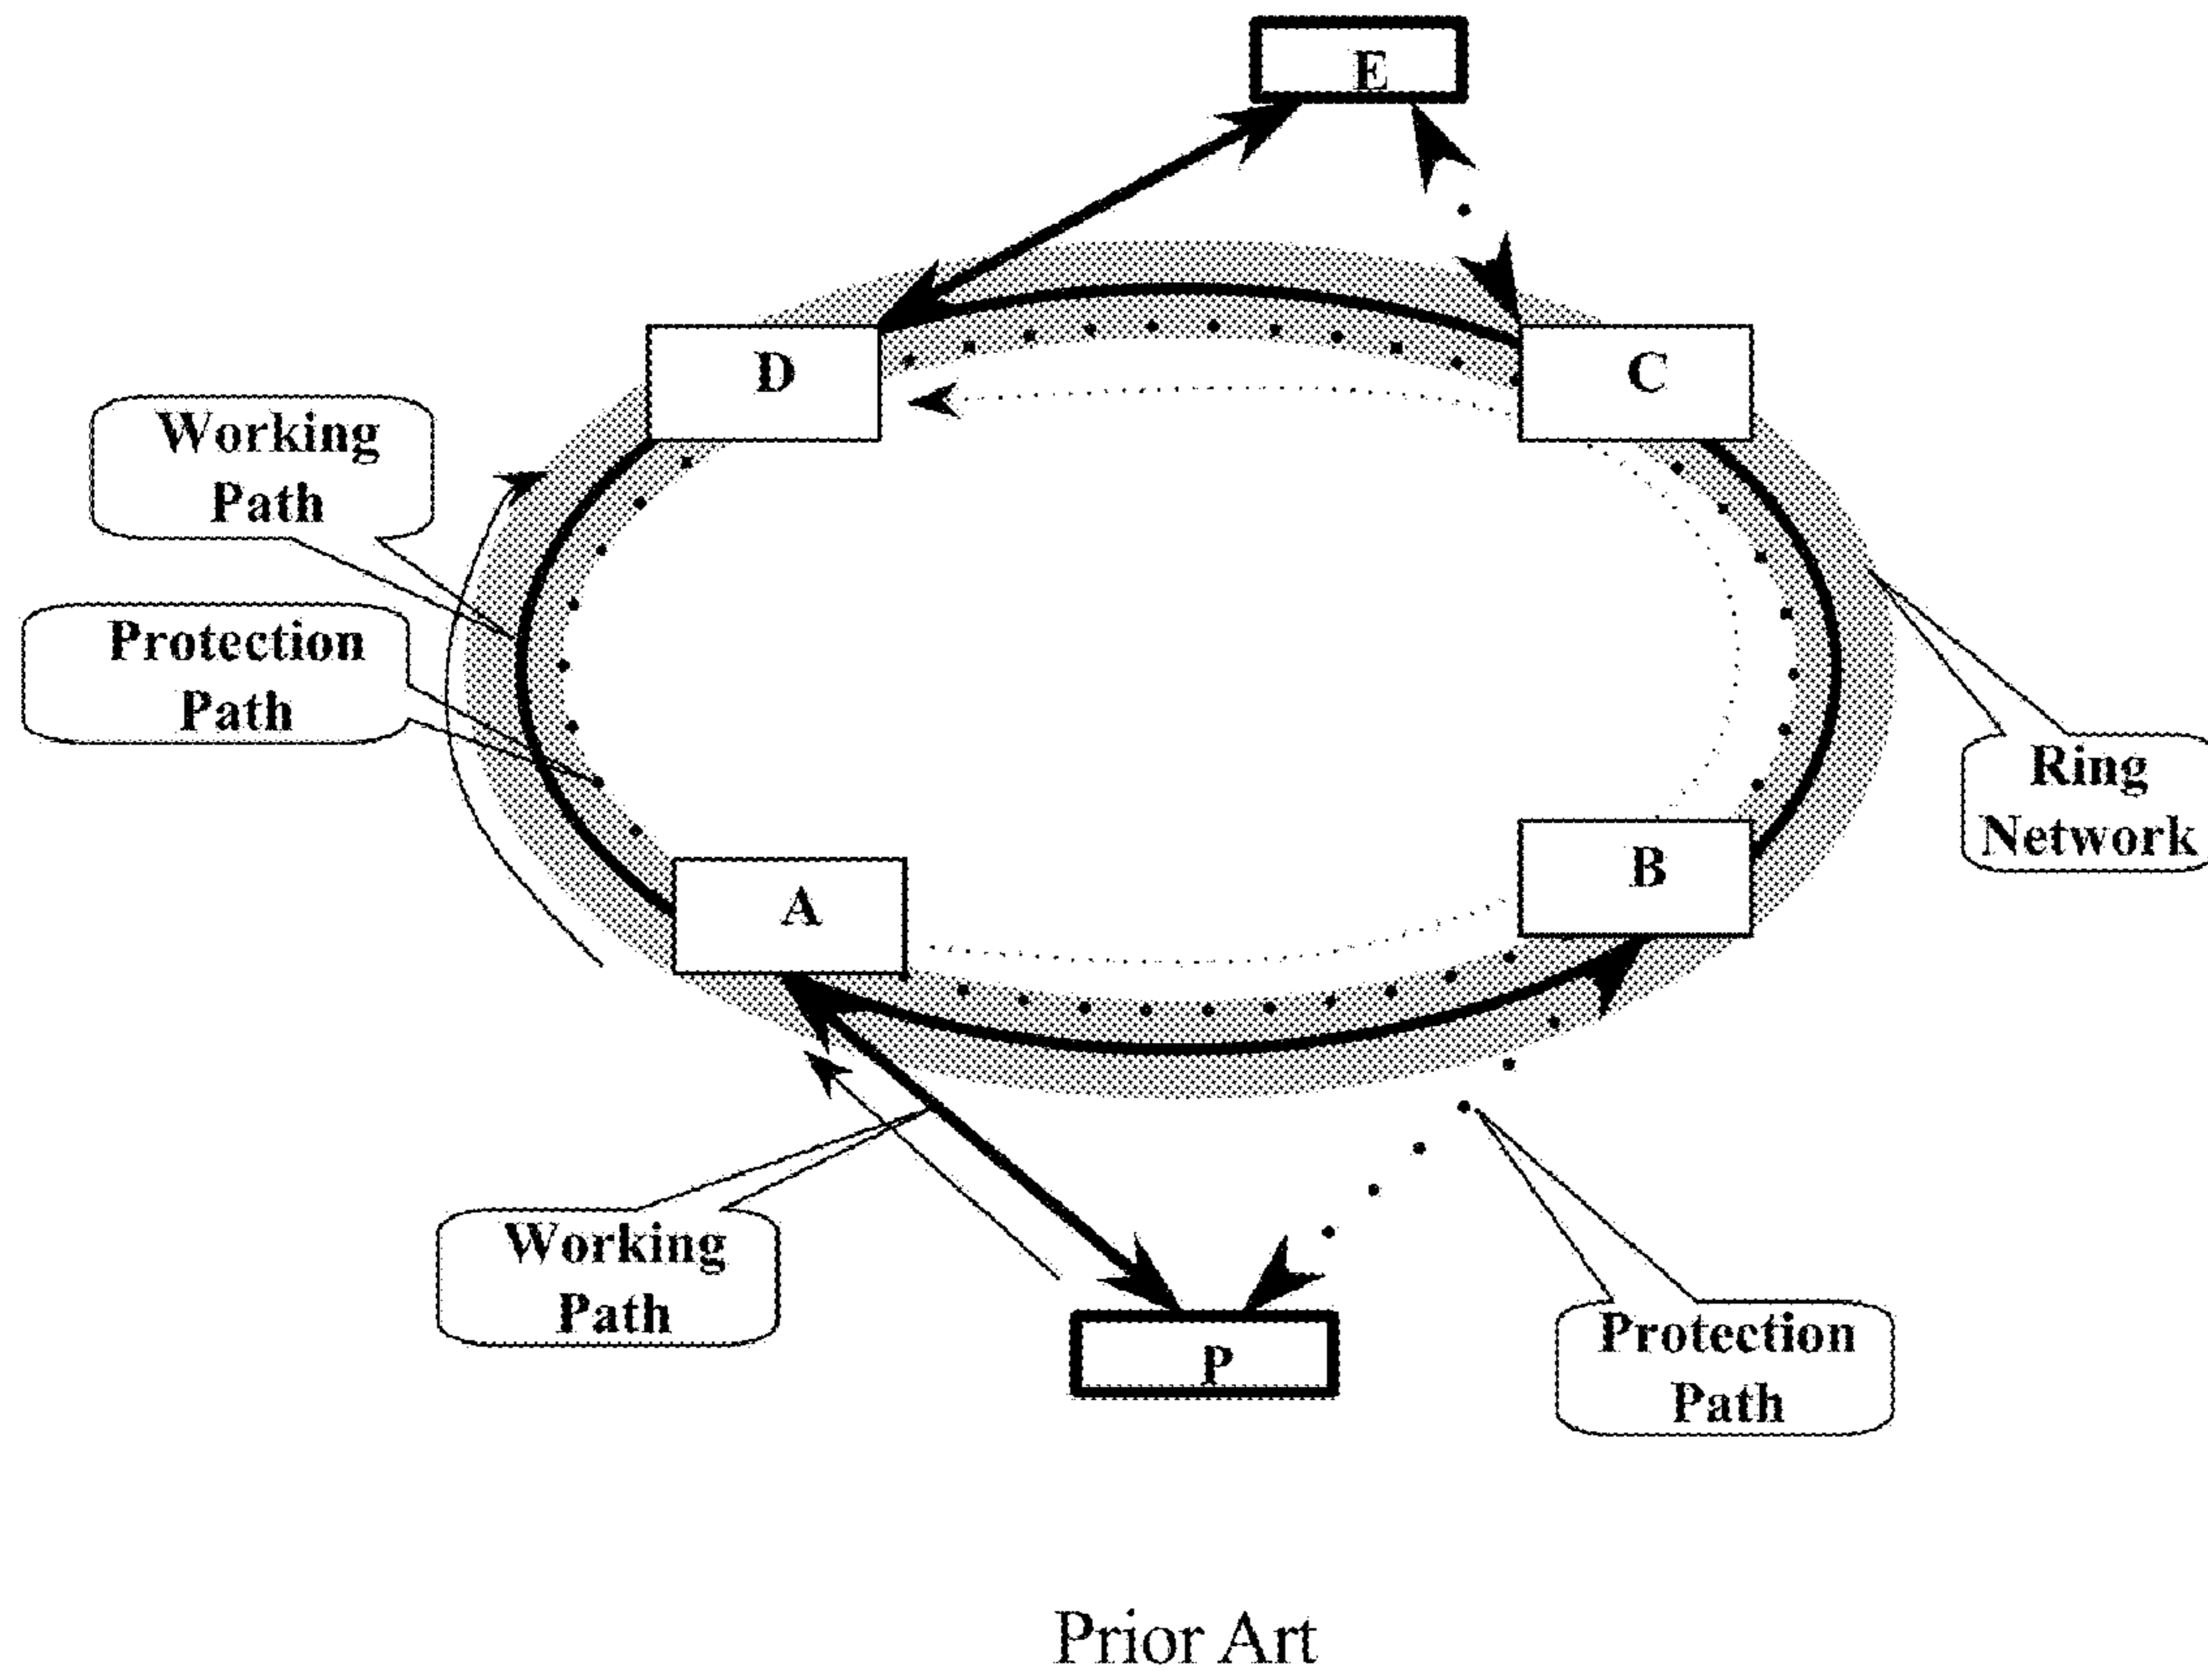 E
D
C
Working
Path
Protection
Path
Ring
Network
B
A
Working
Path
P
Protection
Path
Prior Art